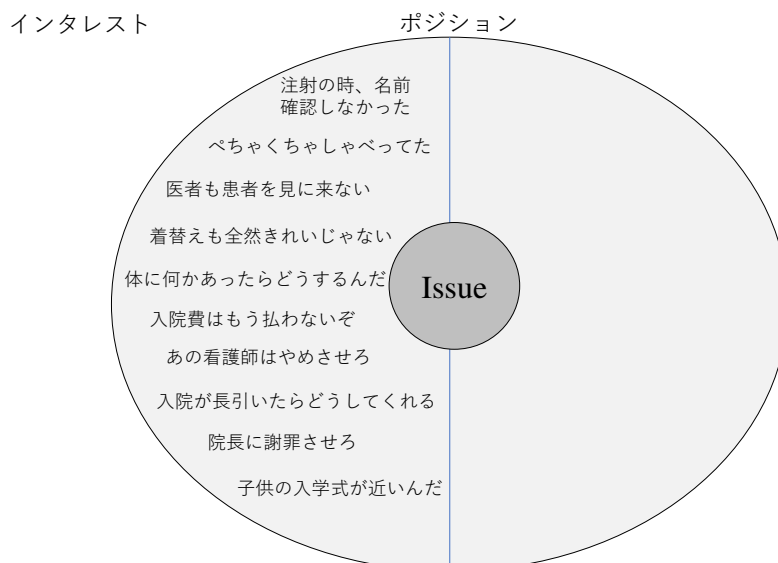 インタレスト
ポジション
注射の時、名前
確認しなかった
ぺちゃくちゃしゃべってた
医者も患者を見に来ない
着替えも全然きれいじゃない
体に何かあったらどうするんだ
Issue
入院費はもう払わないぞ
あの看護師はやめさせろ
入院が長引いたらどうしてくれる
院長に謝罪させろ
子供の入学式が近いんだ